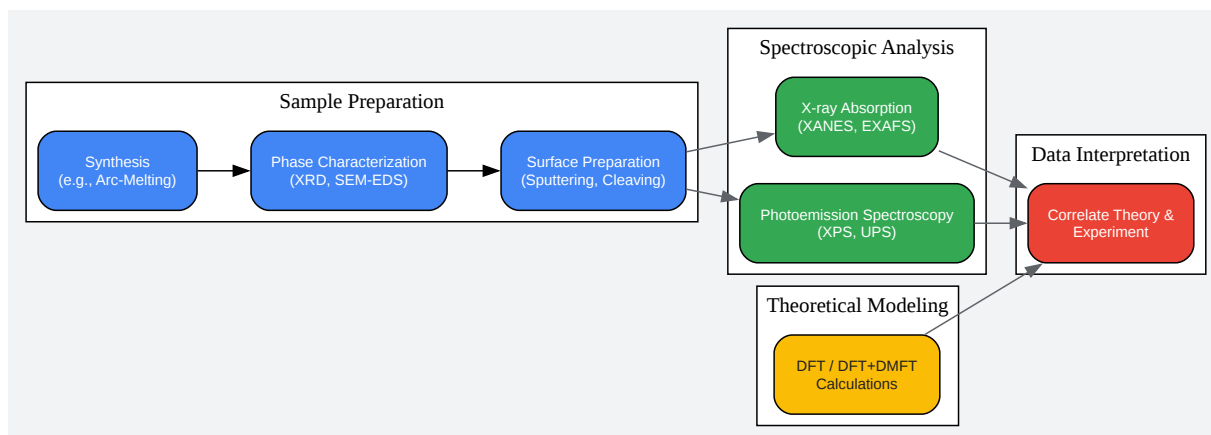 Sample Preparation
Synthesis
(e.g., Arc-Melting)
Phase Characterization
(XRD, SEM-EDS)
Surface Preparation
(Sputtering, Cleaving)
Spectroscopic Analysis
X-ray Absorption
(XANES, EXAFS)
Photoemission Spectroscopy
(XPS, UPS)
Theoretical Modeling
DFT / DFT+DMFT
Calculations
Data Interpretation
Correlate Theory &
Experiment